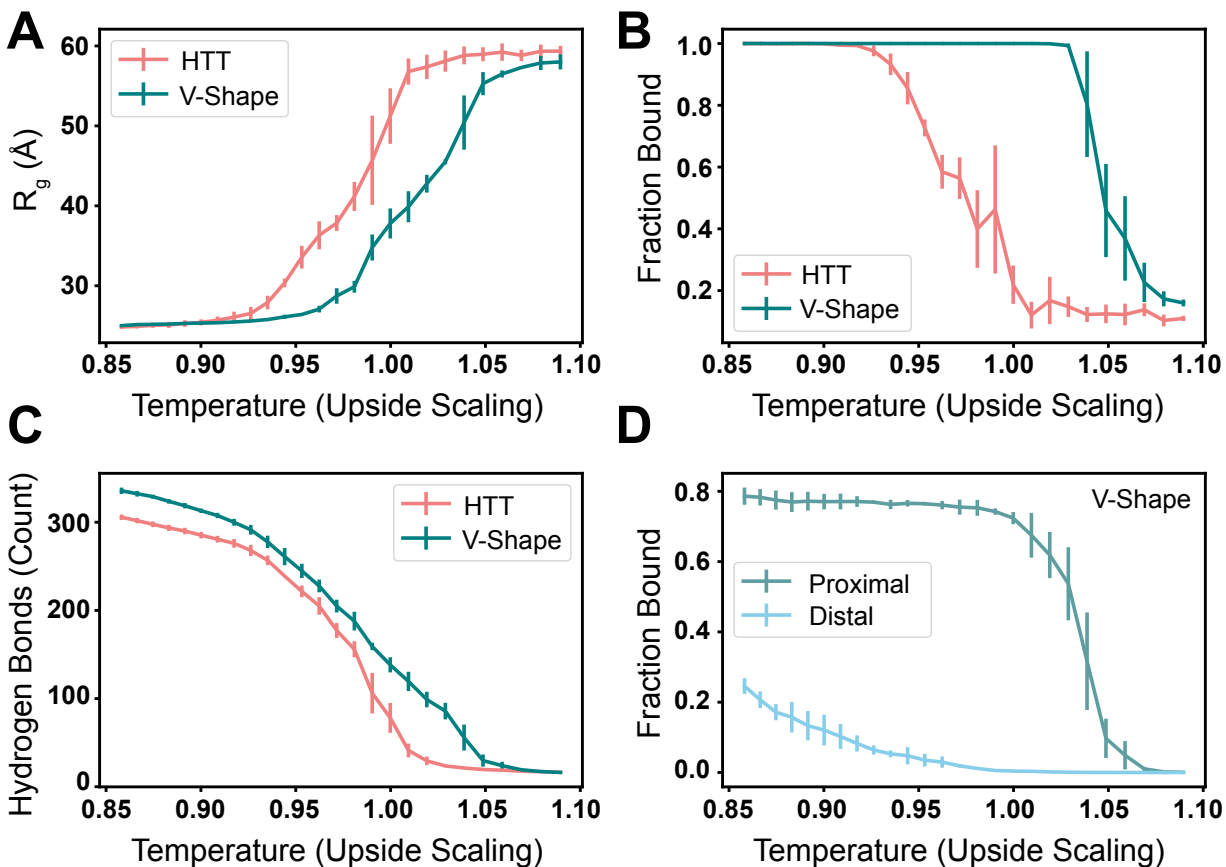 A
60
50
40
30
R_g (Å)
HTT
V-Shape
0.85 0.90 0.95 1.00 1.05 1.10
Temperature (Upside Scaling)
B
1.0
0.8
0.6
0.4
0.2
Fraction Bound
HTT
V-Shape
0.85 0.90 0.95 1.00 1.05 1.10
Temperature (Upside Scaling)
C
300
200
100
0
Hydrogen Bonds (Count)
HTT
V-Shape
0.85 0.90 0.95 1.00 1.05 1.10
Temperature (Upside Scaling)
D
0.8
0.6
0.4
0.2
0.0
Fraction Bound
V-Shape
Proximal
Distal
0.85 0.90 0.95 1.00 1.05 1.10
Temperature (Upside Scaling)